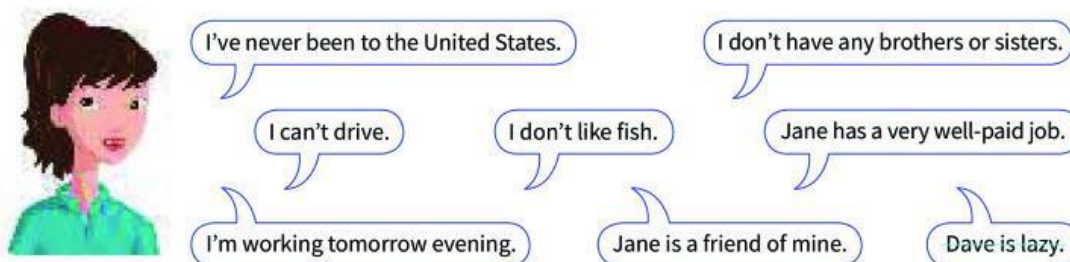 I've never been to the United States.
I don't have any brothers or sisters.
I can't drive.
I don't like fish.
Jane has a very well-paid job.
I'm working tomorrow evening.
Jane is a friend of mine.
Dave is lazy.